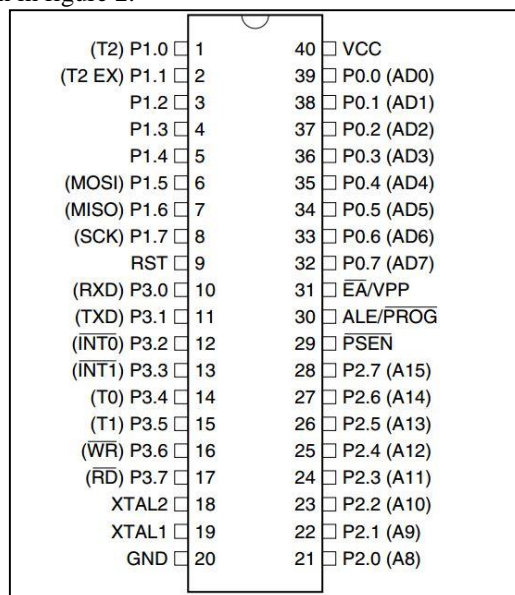 in figure 2.
(T2) P1.0 1 40 VCC
(T2 EX) P1.1 2 39 P0.0 (AD0)
P1.2 3 38 P0.1 (AD1)
P1.3 4 37 P0.2 (AD2)
P1.4 5 36 P0.3 (AD3)
(MOSI) P1.5 6 35 P0.4 (AD4)
(MISO) P1.6 7 34 P0.5 (AD5)
(SCK) P1.7 8 33 P0.6 (AD6)
RST 9 32 P0.7 (AD7)
(RXD) P3.0 10 31 E̅A̅/VPP
(TXD) P3.1 11 30 ALE/P̅R̅O̅G̅
(I̅N̅T̅0̅) P3.2 12 29 P̅S̅E̅N̅
(I̅N̅T̅1̅) P3.3 13 28 P2.7 (A15)
(T0) P3.4 14 27 P2.6 (A14)
(T1) P3.5 15 26 P2.5 (A13)
(W̅R̅) P3.6 16 25 P2.4 (A12)
(R̅D̅) P3.7 17 24 P2.3 (A11)
XTAL2 18 23 P2.2 (A10)
XTAL1 19 22 P2.1 (A9)
GND 20 21 P2.0 (A8)